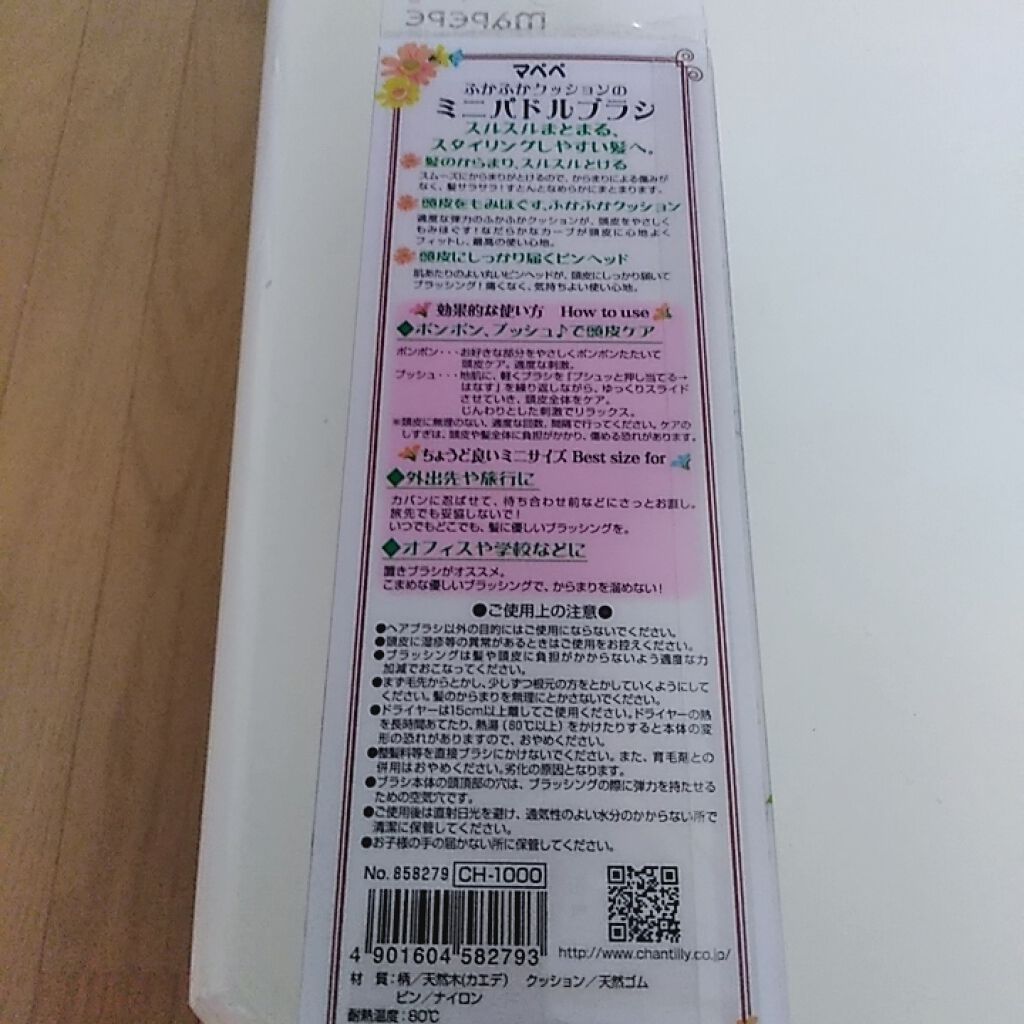 mapepe
マペペ
ふかふかクッションの
ミニパドルブラシ
スルスルまとまる、
スタイリングしやすい髪へ。
髪のからまり、スルスルとける
スムーズにからまりがとけるので、からまりによる傷みが
なく、髪サラサラ!すとんとなめらかにまとまります。
頭皮をもみほぐす、ふかふかクッション
適度な弾力のふかふかクッションが、頭皮をやさしく
もみほぐす!なだらかなカーブが頭皮に心地よく
フィットし、最高の使い心地。
頭皮にしっかり届くピンヘッド
肌あたりのよい丸いピンヘッドが、頭皮にしっかり届いて
ブラッシング!痛くなく、気持ちよい使い心地。
効果的な使い方 How to use
◆ポンポン、プッシュ♪で頭皮ケア
ポンポン・・・お好きな部分をやさしくポンポンたたいて
頭皮ケア。適度な刺激。
プッシュ・・・地肌に、軽くブラシを「プシュッと押し当てる→
はなす」を繰り返しながら、ゆっくりスライド
させていき、頭皮全体をケア。
じんわりとした刺激でリラックス。
※頭皮に無理のない、適度な回数、間隔で行ってください。ケアの
しすぎは、頭皮や髪全体に負担がかかり、傷める恐れがあります。
ちょうど良いミニサイズ Best size for
◆外出先や旅行に
カバンに忍ばせて、待ち合わせ前などにさっとお直し。
旅先でも妥協しないで!
いつでもどこでも、髪に優しいブラッシングを。
◆オフィスや学校などに
置きブラシがオススメ。
こまめな優しいブラッシングで、からまりを溜めない!
●ご使用上の注意●
●ヘアブラシ以外の目的にはご使用にならないでください。
●頭皮に湿疹等の異常があるときはご使用をお控えください。
●ブラッシングは髪や頭皮に負担がかからないよう適度な力
加減でおこなってください。
●まず毛先からとかし、少しずつ根元の方をとかしていくようにして
ください。髪のからまりを無理にとかさないでください。
●ドライヤーは15cm以上離してご使用ください。ドライヤーの熱
を長時間あてたり、熱湯(80℃以上)をかけたりすると本体の変
形の恐れがありますので、おやめください。
●整髪料等を直接ブラシにかけないでください。また、育毛剤との
併用はおやめください。劣化の原因となります。
●ブラシ本体の頭頂部の穴は、ブラッシングの際に弾力を持たせる
ための空気穴です。
●ご使用後は直射日光を避け、通気性のよい水分のかからない所で
清潔に保管してください。
●お子様の手の届かない所に保管してください。
No. 858279 CH-1000
4 901604 582793
http://www.chantilly.co.jp/
材 質:柄/天然木(カエデ) クッション/天然ゴム
ピン/ナイロン
耐熱温度:80℃